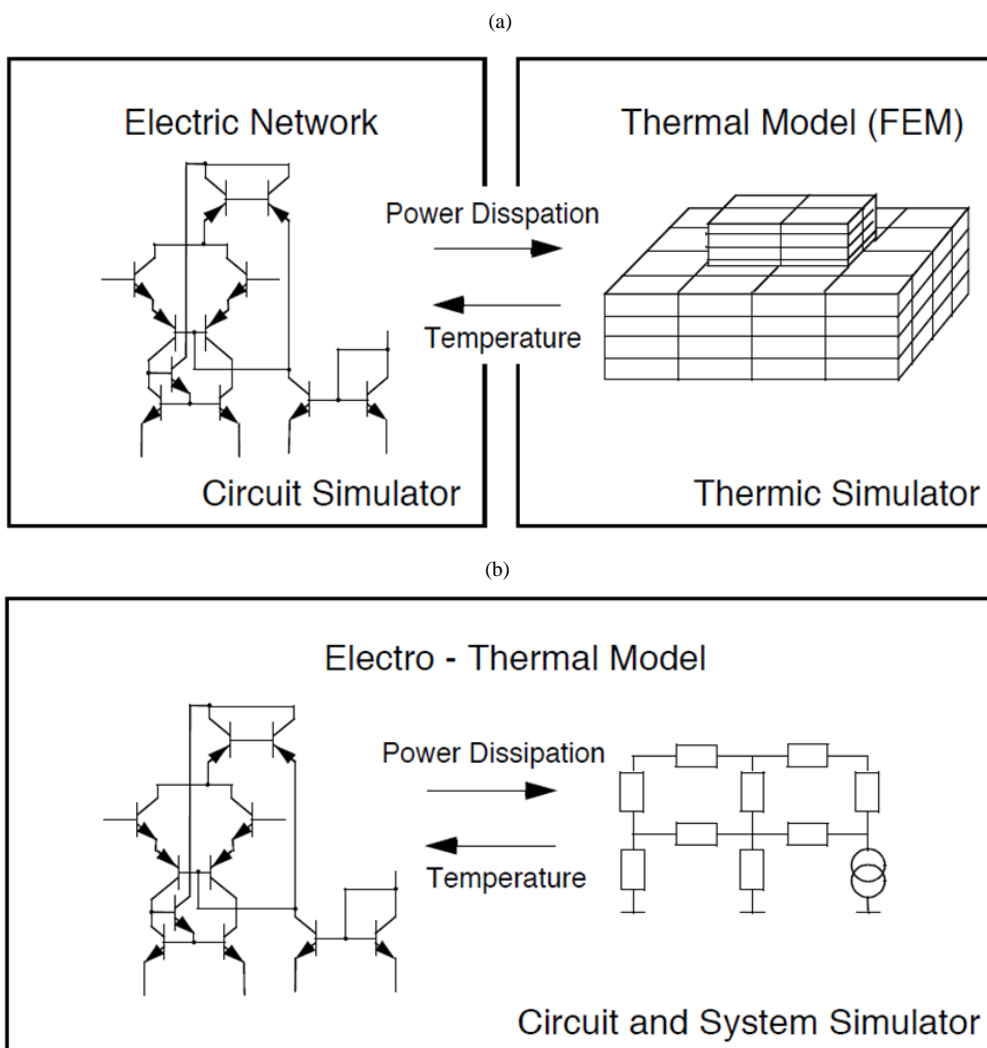 (a)
Electric Network
Thermal Model (FEM)
Power Disspation
Temperature
Circuit Simulator
Thermic Simulator
(b)
Electro - Thermal Model
Power Dissipation
Temperature
Circuit and System Simulator